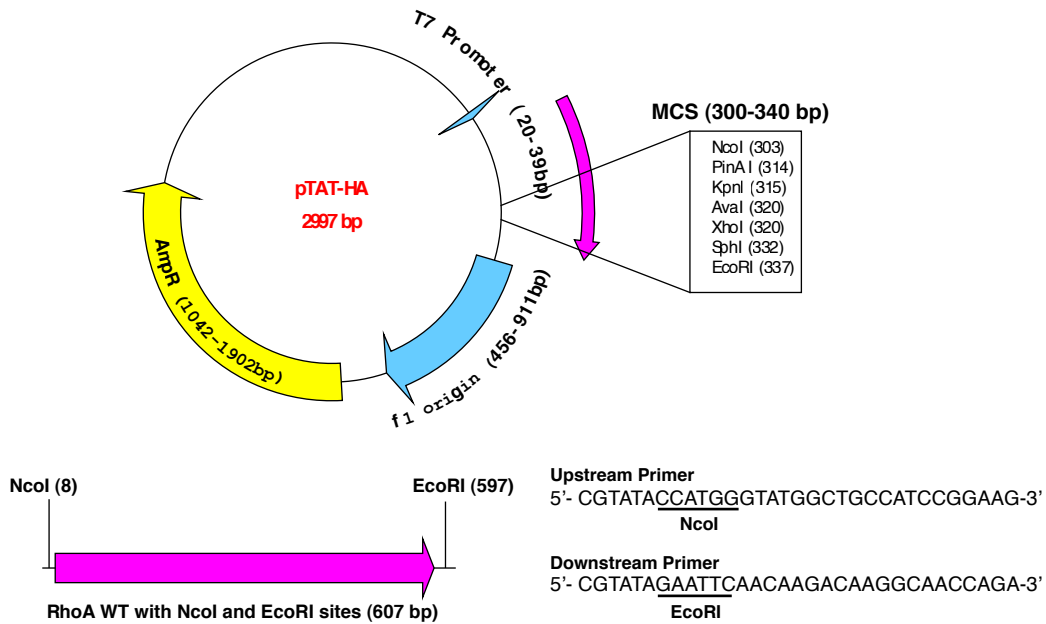 T7 Promoter (20-39bp)
MCS (300-340 bp)
NcoI (303)
PinAI (314)
KpnI (315)
AvaI (320)
XhoI (320)
SphI (332)
EcoRI (337)
pTAT-HA
2997 bp
AmpR (1042-1902bp)
f1 origin (456-911bp)
NcoI (8)
EcoRI (597)
RhoA WT with NcoI and EcoRI sites (607 bp)
Upstream Primer
5’- CGTATACCATGGGTATGGCTGCCATCCGGAAG-3’
NcoI
Downstream Primer
5’- CGTATAGAATTCAACAAGACAAGGCAACCAGA-3’
EcoRI